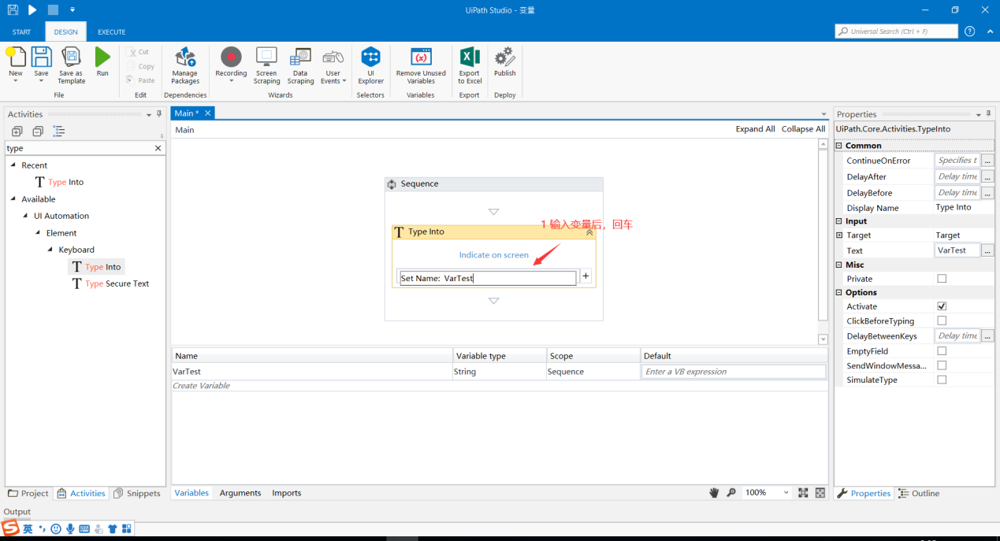 UiPath Studio - 变量
START
DESIGN
EXECUTE
Universal Search (Ctrl + F)
New
Save
Save as
Template
Run
Cut
Copy
Paste
Manage
Packages
Recording
Screen
Scraping
Data
Scraping
User
Events
UI
Explorer
Remove Unused
Variables
Export
to Excel
Publish
File
Edit
Dependencies
Wizards
Selectors
Variables
Export
Deploy
Activities
type
Recent
Type Into
Available
UI Automation
Element
Keyboard
Type Into
Type Secure Text
Project
Activities
Snippets
Output
英
Main *
Main
Expand All
Collapse All
Sequence
1 输入变量后，回车
Type Into
Indicate on screen
Set Name: VarTest
Name
Variable type
Scope
Default
VarTest
String
Sequence
Enter a VB expression
Create Variable
Variables
Arguments
Imports
100%
Properties
UiPath.Core.Activities.TypeInto
Common
ContinueOnError
Specifies t
...
DelayAfter
Delay time
...
DelayBefore
Delay time
...
Display Name
Type Into
Input
Target
Target
Text
VarTest
...
Misc
Private
Options
Activate
ClickBeforeTyping
DelayBetweenKeys
Delay time
...
EmptyField
SendWindowMessa...
SimulateType
Properties
Outline